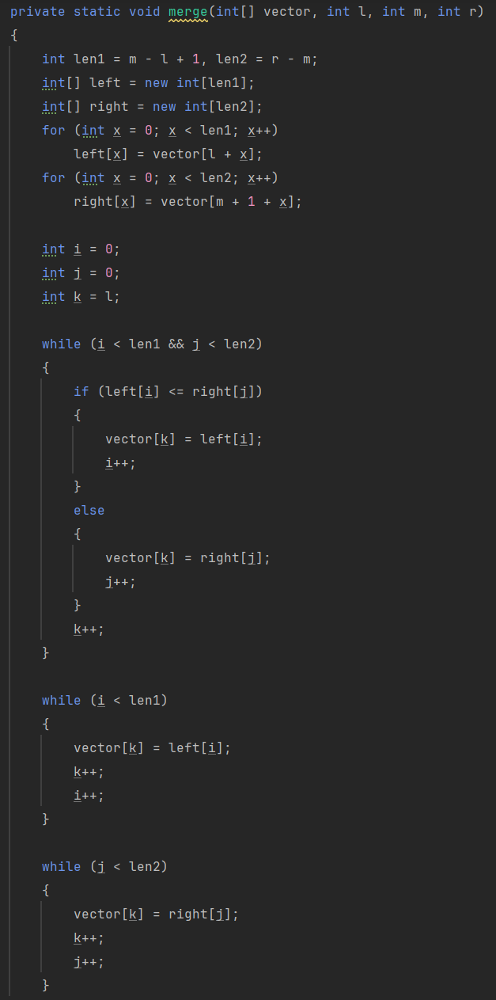 private static void merge(int[] vector, int l, int m, int r)
{
    int len1 = m - l + 1, len2 = r - m;
    int[] left = new int[len1];
    int[] right = new int[len2];
    for (int x = 0; x < len1; x++)
        left[x] = vector[l + x];
    for (int x = 0; x < len2; x++)
        right[x] = vector[m + 1 + x];

    int i = 0;
    int j = 0;
    int k = l;

    while (i < len1 && j < len2)
    {
        if (left[i] <= right[j])
        {
            vector[k] = left[i];
            i++;
        }
        else
        {
            vector[k] = right[j];
            j++;
        }
        k++;
    }

    while (i < len1)
    {
        vector[k] = left[i];
        k++;
        i++;
    }

    while (j < len2)
    {
        vector[k] = right[j];
        k++;
        j++;
    }